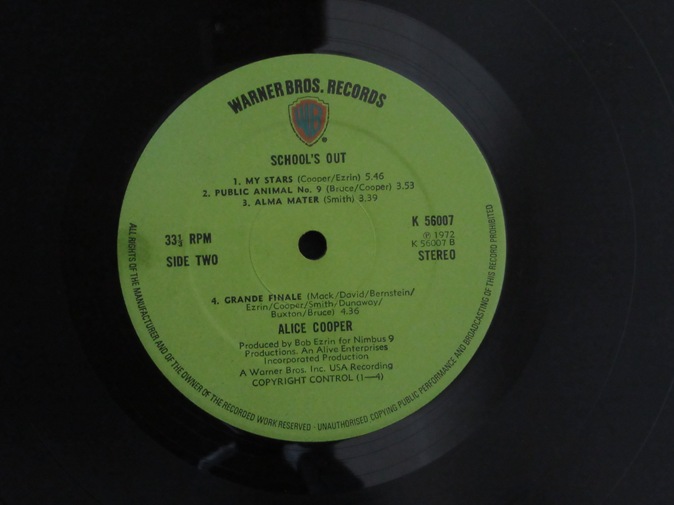 WARNER BROS. RECORDS
SCHOOL'S OUT
1. MY STARS (Cooper/Ezrin) 5.46
2. PUBLIC ANIMAL No. 9 (Bruce/Cooper) 3.53
3. ALMA MATER (Smith) 3.39
33⅓ RPM
SIDE TWO
K 56007
℗ 1972
K 56007 B
STEREO
4. GRANDE FINALE (Mack/David/Bernstein/
Ezrin/Cooper/Smith/Dunaway/
Buxton/Bruce) 4.36
ALICE COOPER
Produced by Bob Ezrin for Nimbus 9
Productions. An Alive Enterprises
Incorporated Production
A Warner Bros. Inc. USA Recording
COPYRIGHT CONTROL (1—4)
ALL RIGHTS OF THE MANUFACTURER AND OF THE OWNER OF THE RECORDED WORK RESERVED · UNAUTHORISED COPYING PUBLIC PERFORMANCE AND BROADCASTING OF THIS RECORD PROHIBITED